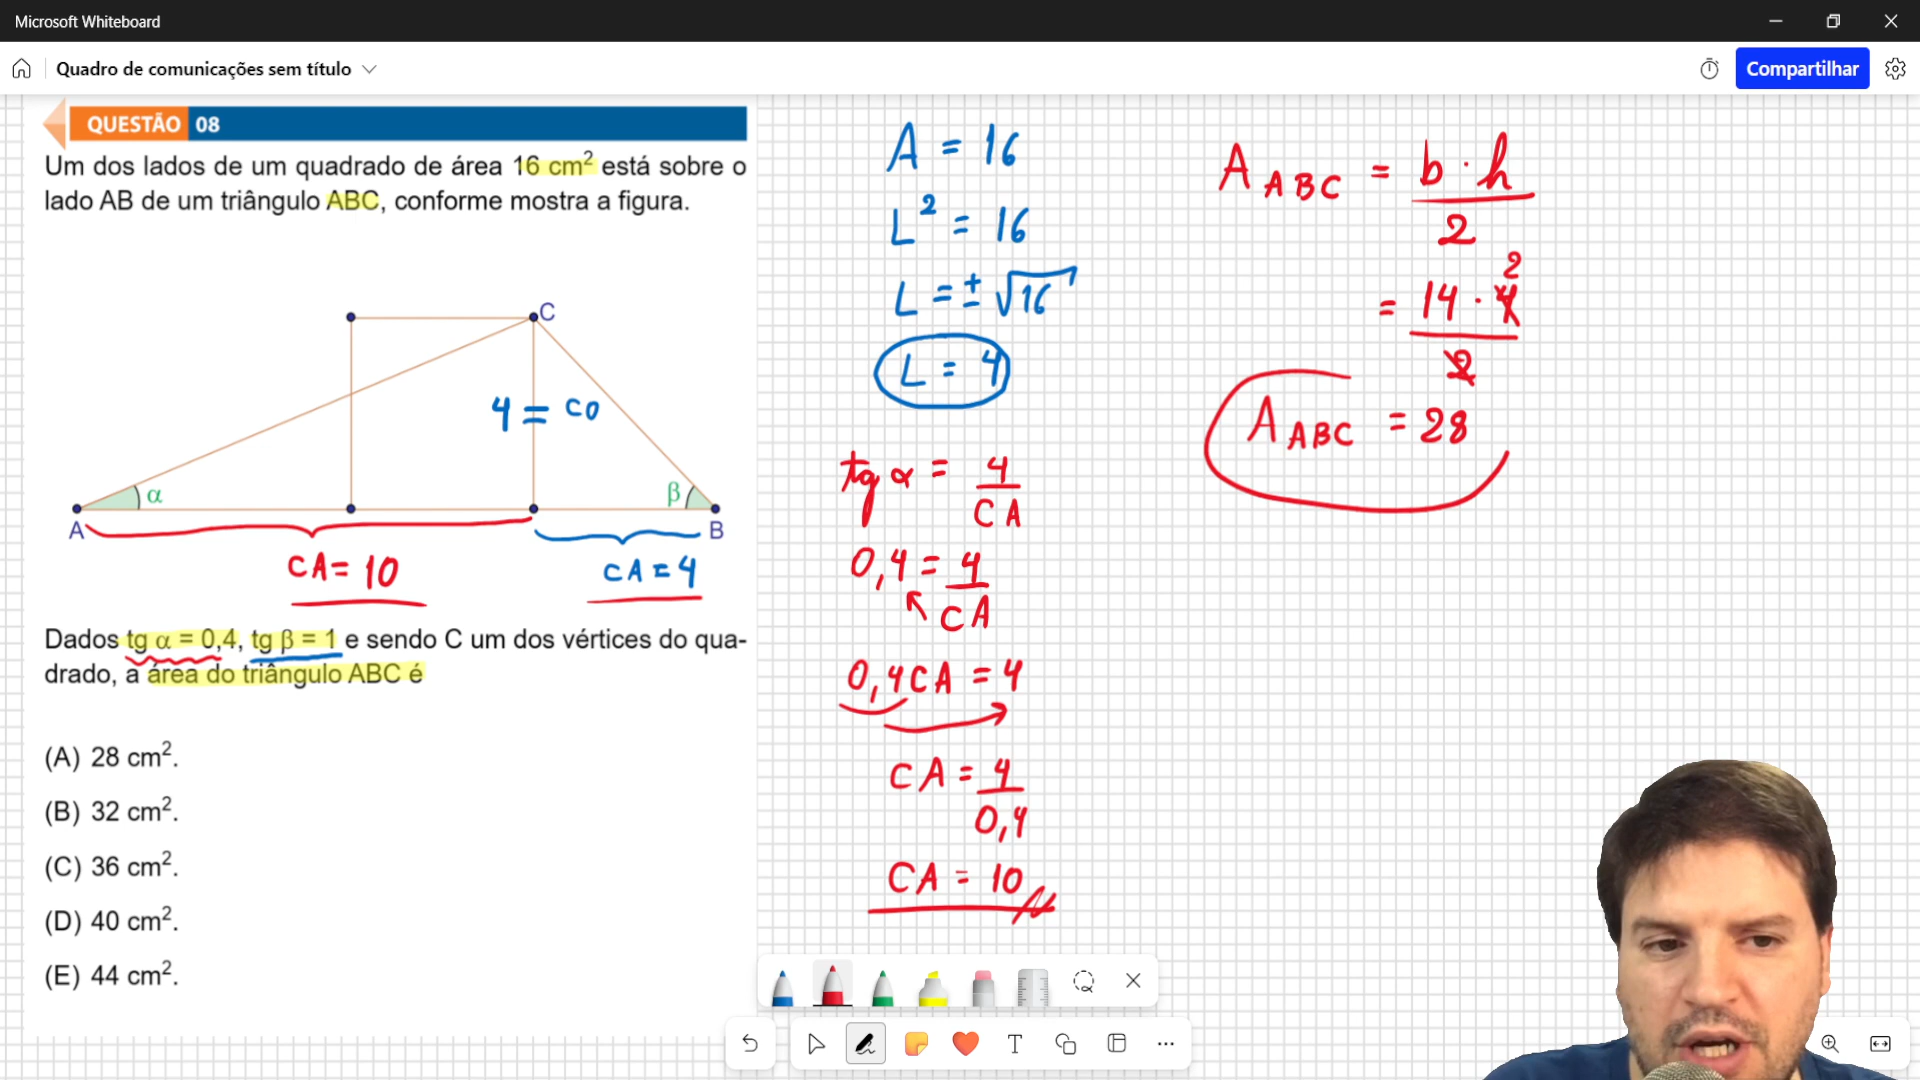 Microsoft Whiteboard
Quadro de comunicações sem título
Compartilhar
QUESTÃO 08
Um dos lados de um quadrado de área 16 cm² está sobre o
lado AB de um triângulo ABC, conforme mostra a figura.
C
4 = CO
α
β
A
B
CA = 10
CA = 4
Dados tg α = 0,4, tg β = 1 e sendo C um dos vértices do qua-
drado, a área do triângulo ABC é
(A) 28 cm².
(B) 32 cm².
(C) 36 cm².
(D) 40 cm².
(E) 44 cm².
A = 16
L² = 16
L = ± √16
L = 4
tg α = 4/CA
0,4 = 4/CA
0,4CA = 4
CA = 4/0,4
CA = 10
A ABC = b · h / 2
2
= 14 · 4 / 2
A ABC = 28
T